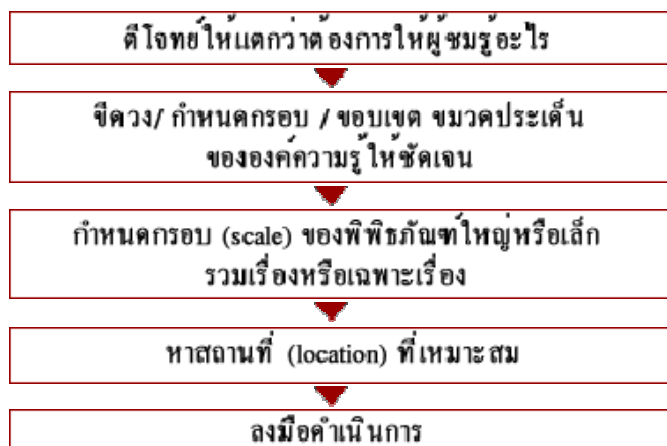 ตีโจทย์ให้แตกว่าต้องการให้ผู้ชมรู้อะไร
ขีดวง/ กำหนดกรอบ / ขอบเขต ขมวดประเด็น
ขององค์ความรู้ ให้ชัดเจน
กำหนดกรอบ (scale) ของพิพิธภัณฑ์ใหญ่หรือเล็ก
รวมเรื่องหรือเฉพาะเรื่อง
หาสถานที่ (location) ที่เหมาะสม
ลงมือดำเนินการ